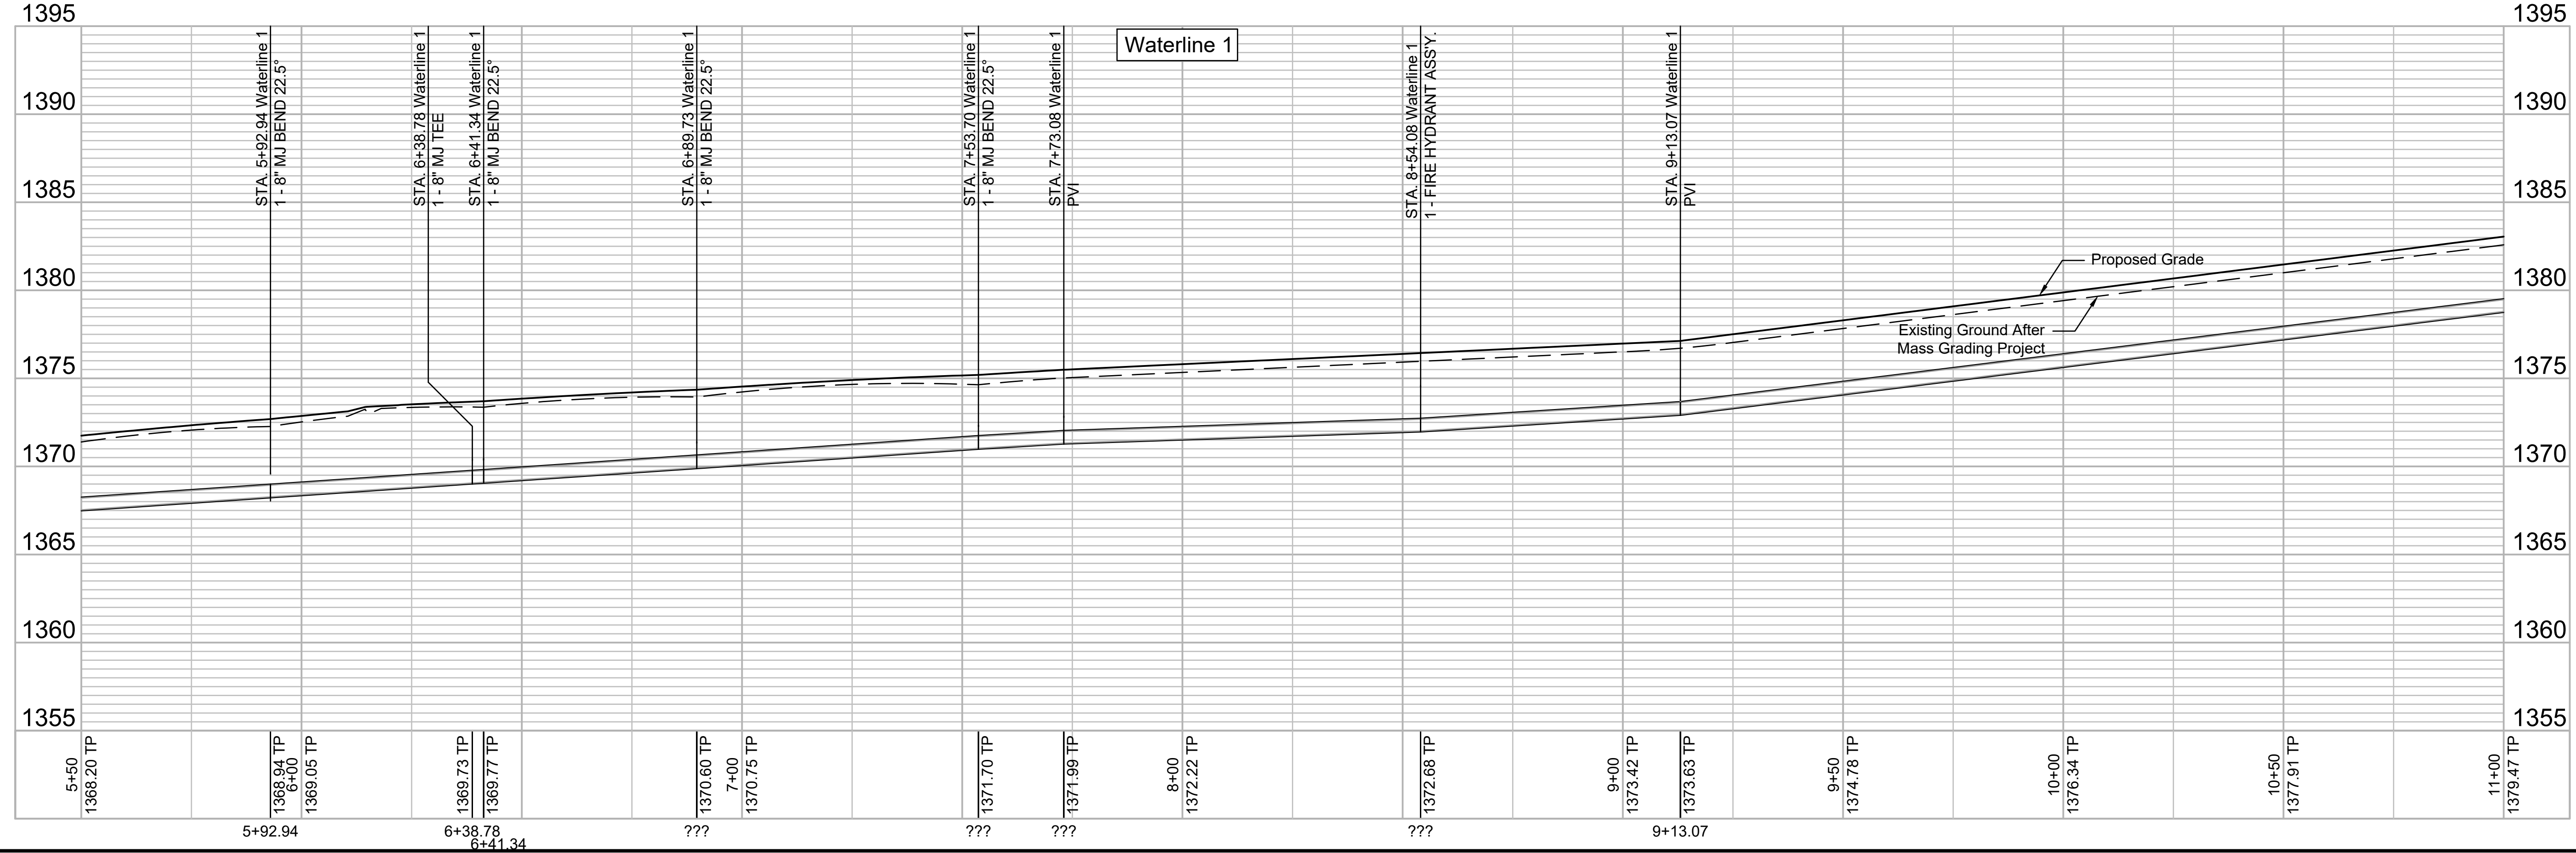 1395
1395
1390
1390
1385
1385
1380
1380
1375
1375
1370
1370
1365
1365
1360
1360
1355
1355
Waterline 1
STA. 5+92.94 Waterline 1
1 - 8" MJ BEND 22.5°
STA. 6+38.78 Waterline 1
1 - 8" MJ TEE
STA. 6+41.34 Waterline 1
1 - 8" MJ BEND 22.5°
STA. 6+89.73 Waterline 1
1 - 8" MJ BEND 22.5°
STA. 7+53.70 Waterline 1
1 - 8" MJ BEND 22.5°
STA. 7+73.08 Waterline 1
PVI
STA. 8+54.08 Waterline 1
1 - FIRE HYDRANT ASS'Y.
STA. 9+13.07 Waterline 1
PVI
Proposed Grade
Existing Ground After
Mass Grading Project
5+50
1368.20 TP
1368.94 TP
6+00
1369.05 TP
1369.73 TP
1369.77 TP
1370.60 TP
7+00
1370.75 TP
1371.70 TP
1371.99 TP
8+00
1372.22 TP
1372.68 TP
9+00
1373.42 TP
1373.63 TP
9+50
1374.78 TP
10+00
1376.34 TP
10+50
1377.91 TP
11+00
1379.47 TP
5+92.94
6+38.78
6+41.34
???
???
???
???
9+13.07